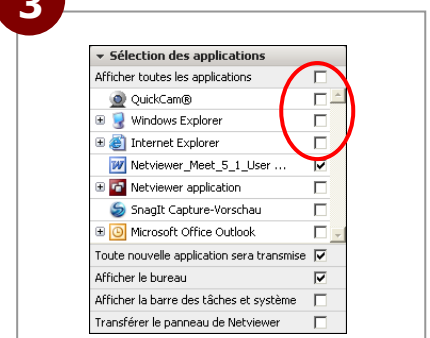 3
Sélection des applications
Afficher toutes les applications
QuickCam®
Windows Explorer
Internet Explorer
Netviewer_Meet_5_1_User ...
Netviewer application
SnagIt Capture-Vorschau
Microsoft Office Outlook
Toute nouvelle application sera transmise
Afficher le bureau
Afficher la barre des tâches et système
Transférer le panneau de Netviewer